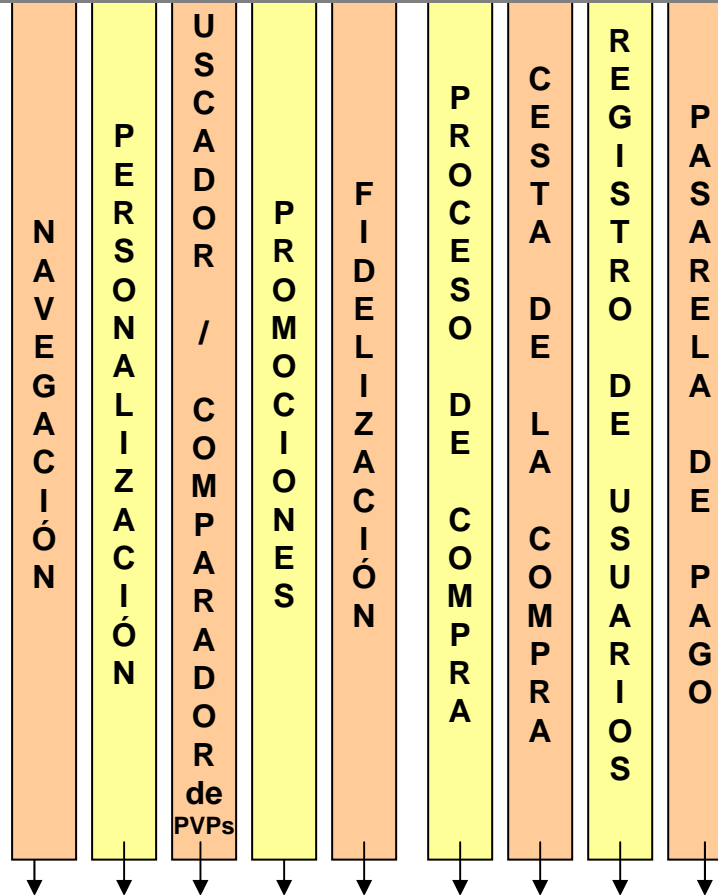 NAVEGACIÓN
PERSONALIZACIÓN
USCADOR / COMPARADOR de PVPs
PROMOCIONES
FIDELIZACIÓN
PROCESO DE COMPRA
CESTA DE LA COMPRA
REGISTRO DE USUARIOS
PASARELA DE PAGO